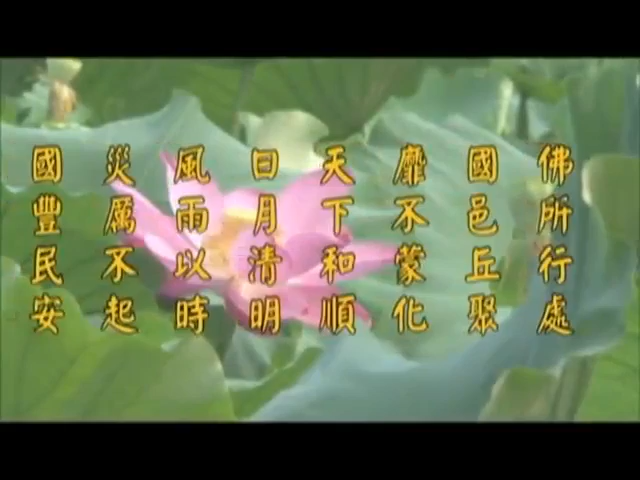 佛所行處
國邑丘聚
靡不蒙化
天下和順
日月清明
風雨以時
災厲不起
國豐民安